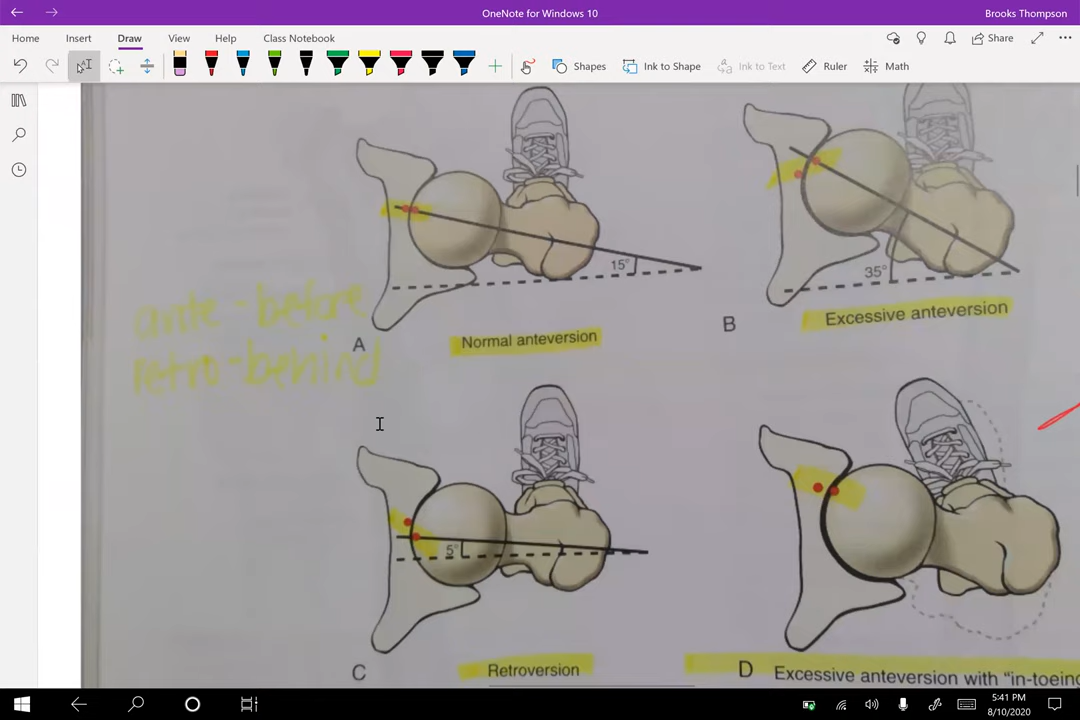 OneNote for Windows 10
Brooks Thompson
Home
Insert
Draw
View
Help
Class Notebook
Share
Shapes
Ink to Shape
Ink to Text
Ruler
Math
15°
35°
ante - before
retro - behind
A
Normal anteversion
B
Excessive anteversion
5°
C
Retroversion
D
Excessive anteversion with "in-toeing
5:41 PM
8/10/2020